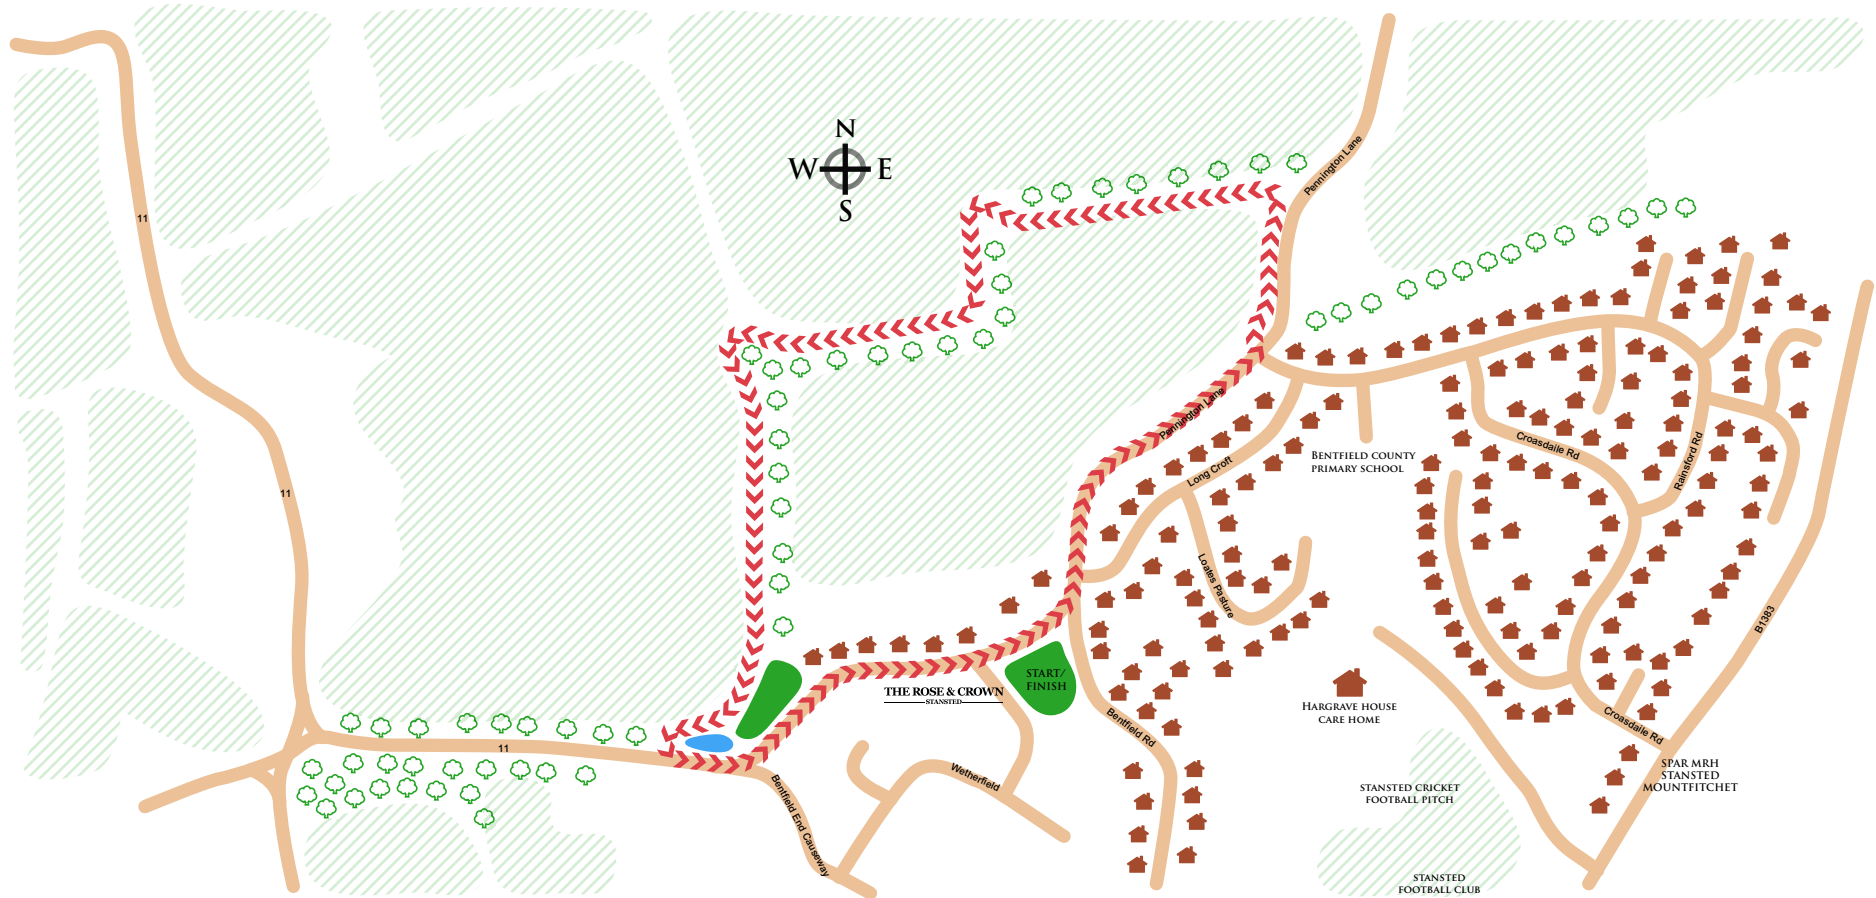 N
W E
S
Pennington Lane
11
Pennington Lane
Bentfield County
primary school
Croasdaile Rd
Rainsford Rd
Long Croft
11
Loates Pasture
B1383
START/
FINISH
THE ROSE & CROWN
STANSTED
Hargrave House
care home
Bentfield Rd
Croasdaile Rd
11
Wetherfield
Bentfield End Causeway
SPAR MRH
STANSTED
MOUNTFITCHET
STANSTED CRICKET
FOOTBALL PITCH
STANSTED
FOOTBALL CLUB